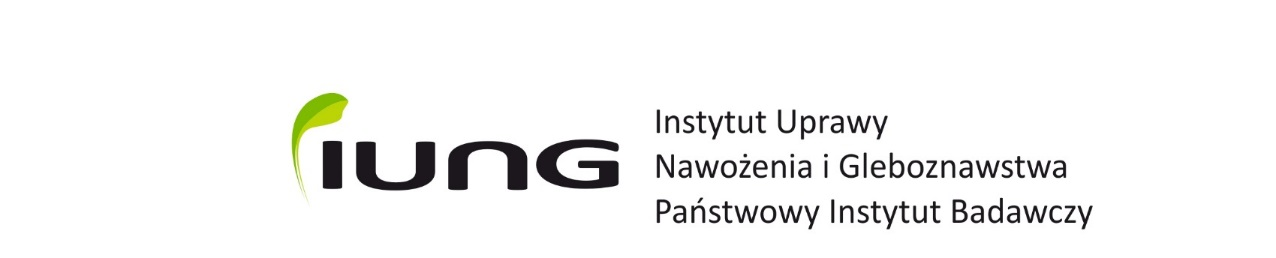 IUNG
Instytut Uprawy
Nawożenia i Gleboznawstwa
Państwowy Instytut Badawczy